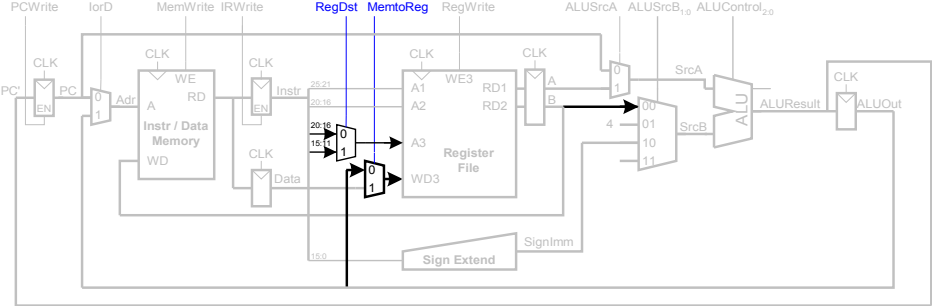 PCWrite IorD MemWrite IRWrite RegDst MemtoReg RegWrite ALUSrcA ALUSrcB1:0 ALUControl2:0
CLK CLK CLK CLK CLK CLK
PC' EN PC 0 1 Adr A WE RD Instr / Data Memory WD EN Instr
25:21 A1 WE3 RD1 A 0 1 SrcA
20:16 A2 RD2 B 00 ALU ALUResult ALUOut
20:16 0 4 01 SrcB
15:11 1 A3 10
CLK Register File 11
Data 0 1 WD3
SignImm
15:0 Sign Extend